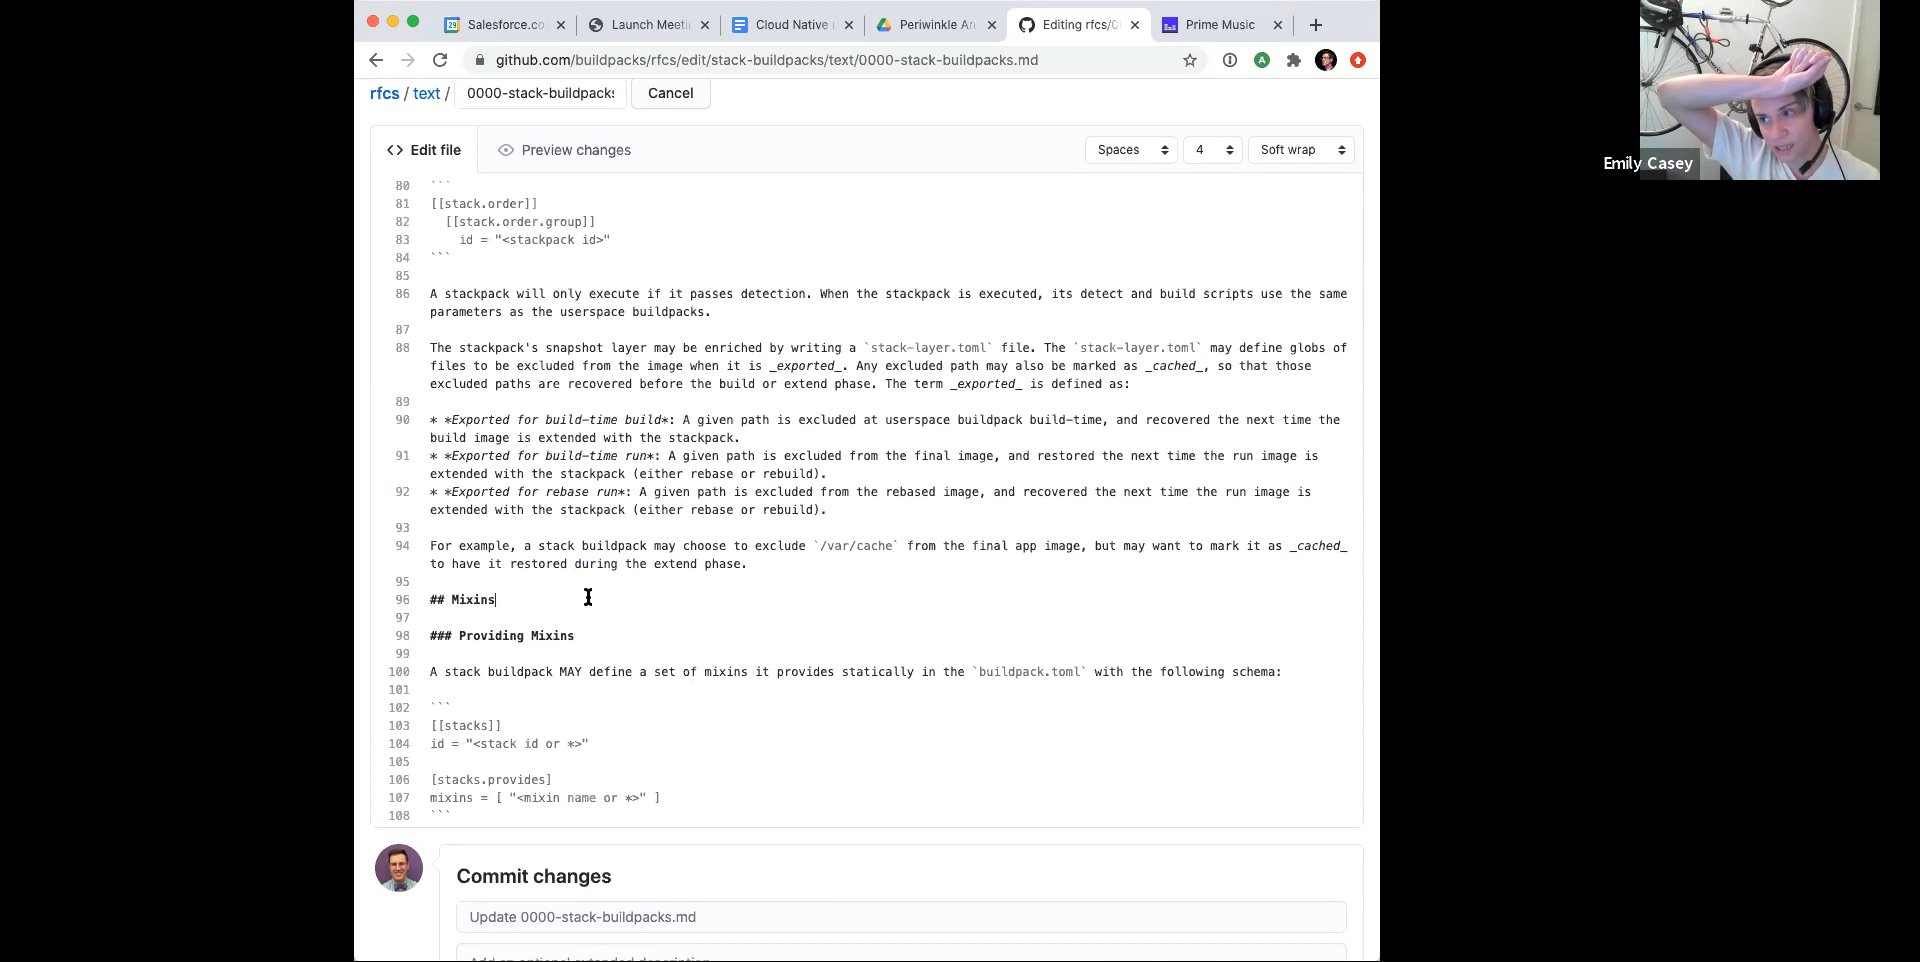 Salesforce.co
Launch Meeti
Cloud Native
Periwinkle Ar
Editing rfcs/0
Prime Music
github.com/buildpacks/rfcs/edit/stack-buildpacks/text/0000-stack-buildpacks.md
rfcs / text / 0000-stack-buildpacks Cancel
<> Edit file Preview changes Spaces 4 Soft wrap
80 ```
81 [[stack.order]]
82 [[stack.order.group]]
83 id = "<stackpack id>"
84 ```
85
86 A stackpack will only execute if it passes detection. When the stackpack is executed, its detect and build scripts use the same
parameters as the userspace buildpacks.
87
88 The stackpack's snapshot layer may be enriched by writing a `stack-layer.toml` file. The `stack-layer.toml` may define globs of
files to be excluded from the image when it is _exported_. Any excluded path may also be marked as _cached_, so that those
excluded paths are recovered before the build or extend phase. The term _exported_ is defined as:
89
90 * *Exported for build-time build*: A given path is excluded at userspace buildpack build-time, and recovered the next time the
build image is extended with the stackpack.
91 * *Exported for build-time run*: A given path is excluded from the final image, and restored the next time the run image is
extended with the stackpack (either rebase or rebuild).
92 * *Exported for rebase run*: A given path is excluded from the rebased image, and recovered the next time the run image is
extended with the stackpack (either rebase or rebuild).
93
94 For example, a stack buildpack may choose to exclude `/var/cache` from the final app image, but may want to mark it as _cached_
to have it restored during the extend phase.
95
96 ## Mixins
97
98 ### Providing Mixins
99
100 A stack buildpack MAY define a set of mixins it provides statically in the `buildpack.toml` with the following schema:
101
102 ```
103 [[stacks]]
104 id = "<stack id or *>"
105
106 [stacks.provides]
107 mixins = [ "<mixin name or *>" ]
108 ```
Commit changes
Update 0000-stack-buildpacks.md
Emily Casey